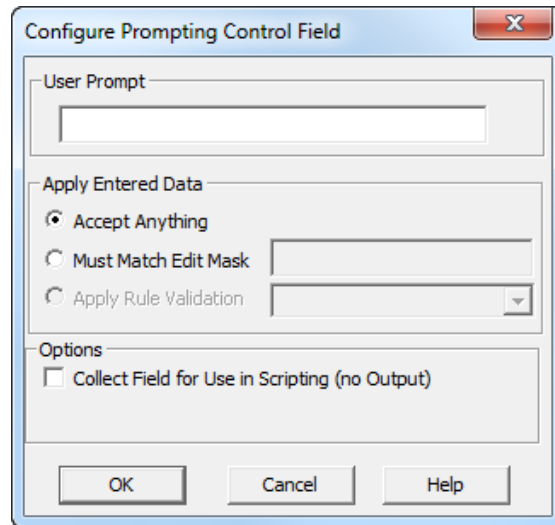 Configure Prompting Control Field
User Prompt
Apply Entered Data
Accept Anything
Must Match Edit Mask
Apply Rule Validation
Options
Collect Field for Use in Scripting (no Output)
OK Cancel Help